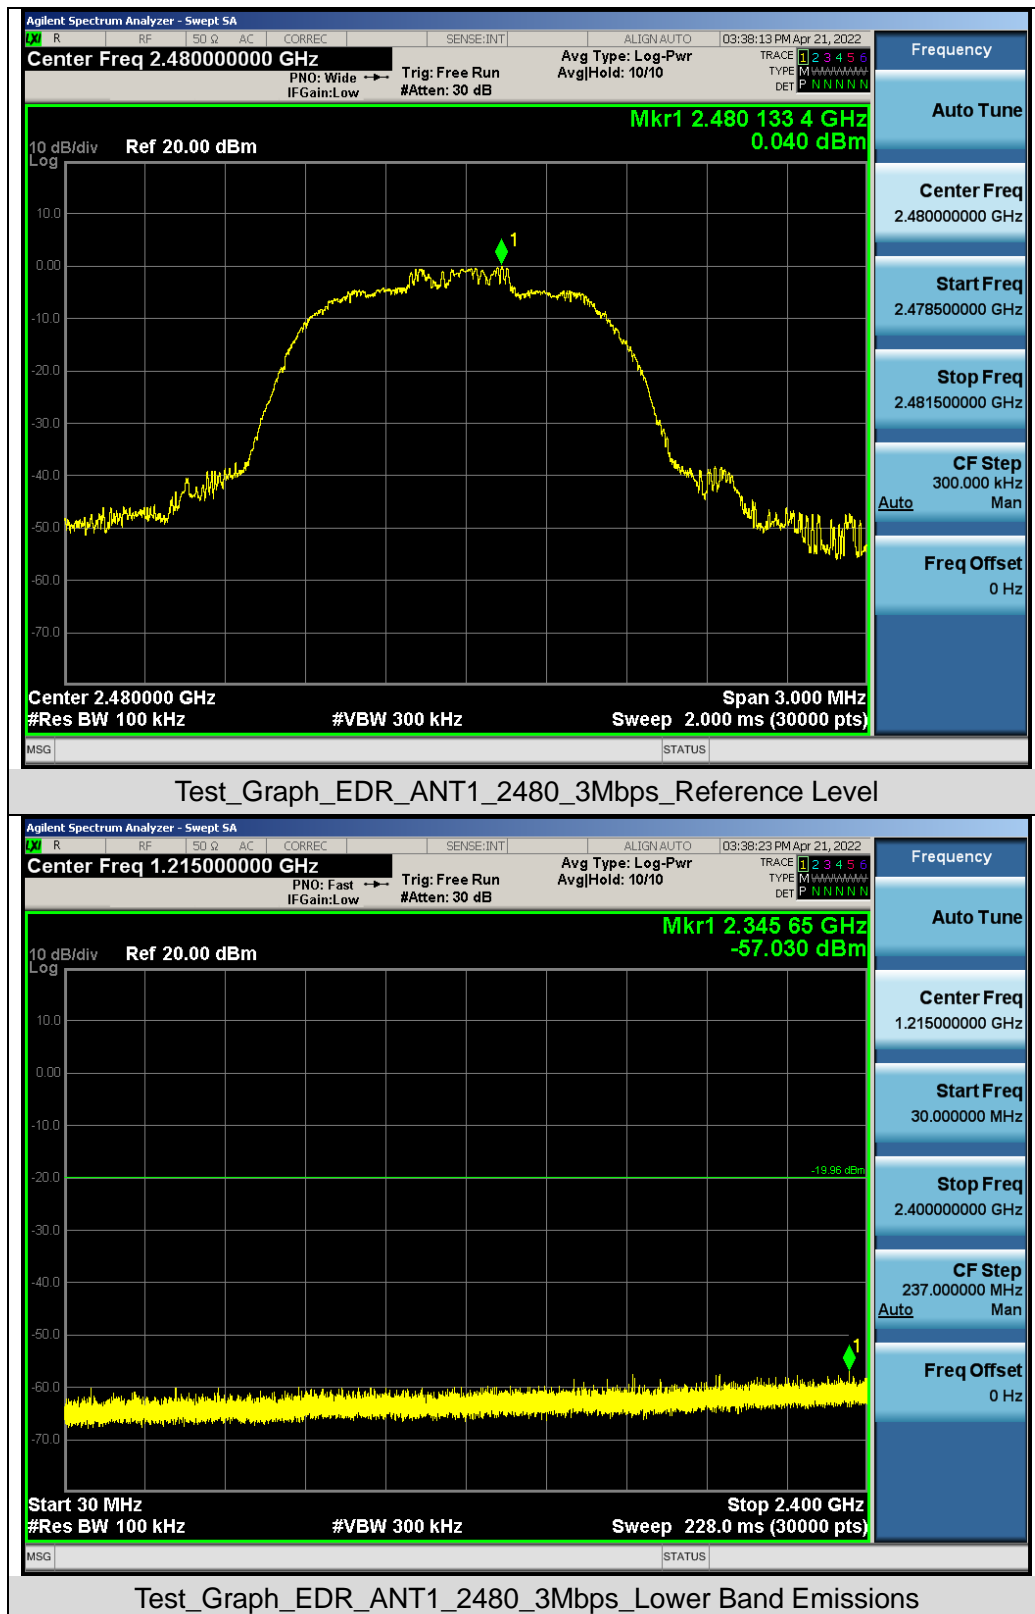 Agilent Spectrum Analyzer - Swept SA
LXI R RF 50 Ω AC CORREC SENSE:INT ALIGN AUTO 03:38:13 PM Apr 21, 2022
Center Freq 2.480000000 GHz
PNO: Wide
IFGain:Low
Trig: Free Run
#Atten: 30 dB
Avg Type: Log-Pwr
Avg|Hold: 10/10
TRACE 1 2 3 4 5 6
TYPE M WWWWW
DET P N N N N N
Mkr1 2.480 133 4 GHz
0.040 dBm
10 dB/div Ref 20.00 dBm
Log
10.0
1
0.00
-10.0
-20.0
-30.0
-40.0
-50.0
-60.0
-70.0
Center 2.480000 GHz Span 3.000 MHz
#Res BW 100 kHz #VBW 300 kHz Sweep 2.000 ms (30000 pts)
MSG STATUS
Frequency
Auto Tune
Center Freq
2.480000000 GHz
Start Freq
2.478500000 GHz
Stop Freq
2.481500000 GHz
CF Step
300.000 kHz
Auto Man
Freq Offset
0 Hz
Test_Graph_EDR_ANT1_2480_3Mbps_Reference Level
Agilent Spectrum Analyzer - Swept SA
LXI R RF 50 Ω AC CORREC SENSE:INT ALIGN AUTO 03:38:23 PM Apr 21, 2022
Center Freq 1.215000000 GHz
PNO: Fast
IFGain:Low
Trig: Free Run
#Atten: 30 dB
Avg Type: Log-Pwr
Avg|Hold: 10/10
TRACE 1 2 3 4 5 6
TYPE M WWWWW
DET P N N N N N
Mkr1 2.345 65 GHz
-57.030 dBm
10 dB/div Ref 20.00 dBm
Log
10.0
0.00
-10.0
-19.96 dBm
-20.0
-30.0
-40.0
-50.0
1
-60.0
-70.0
Start 30 MHz Stop 2.400 GHz
#Res BW 100 kHz #VBW 300 kHz Sweep 228.0 ms (30000 pts)
MSG STATUS
Frequency
Auto Tune
Center Freq
1.215000000 GHz
Start Freq
30.000000 MHz
Stop Freq
2.400000000 GHz
CF Step
237.000000 MHz
Auto Man
Freq Offset
0 Hz
Test_Graph_EDR_ANT1_2480_3Mbps_Lower Band Emissions